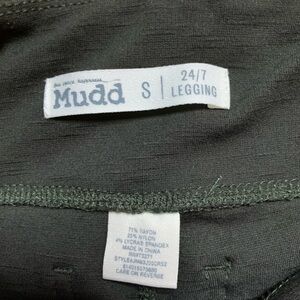 Mudd
S
24/7
LEGGING
71% RAYON
25% NYLON
4% LYCRA® SPANDEX
MADE IN CHINA
CARE ON REVERSE